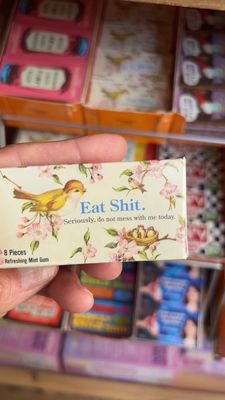 Eat Shit.
Seriously, do not mess with me today.
8 Pieces
Refreshing Mint Gum